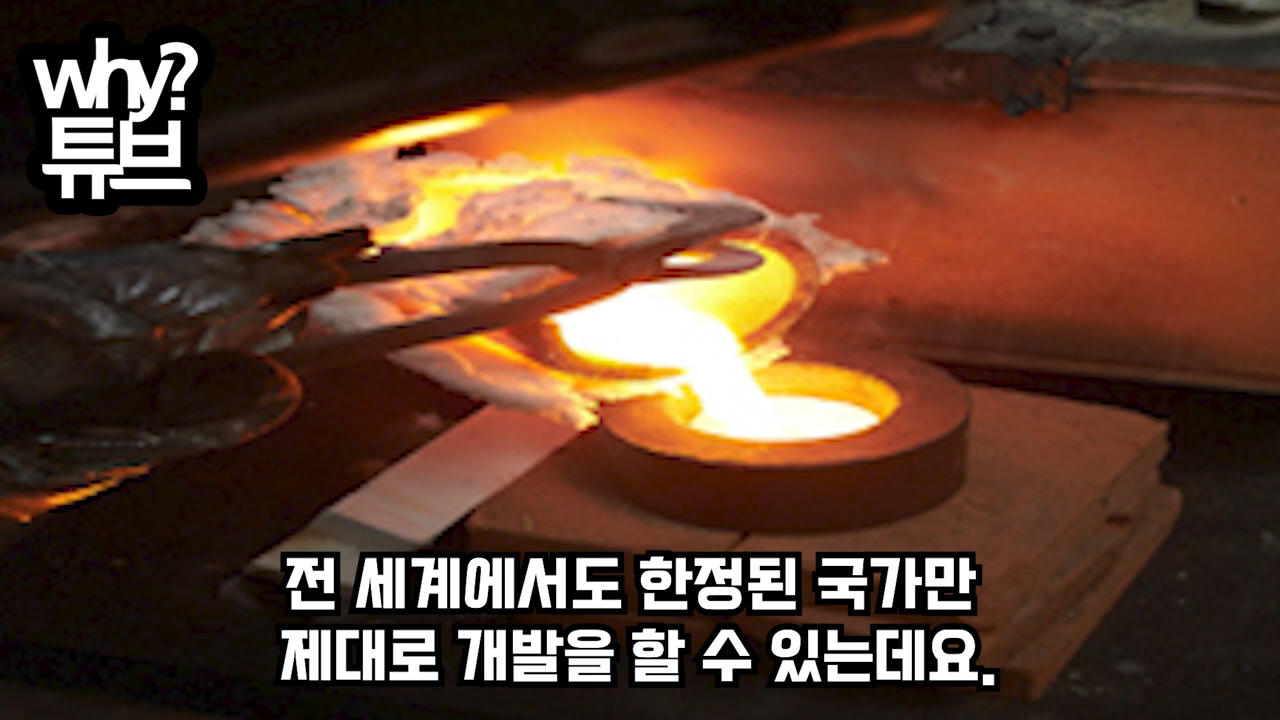 why?
튜브
전 세계에서도 한정된 국가만
제대로 개발을 할 수 있는데요.